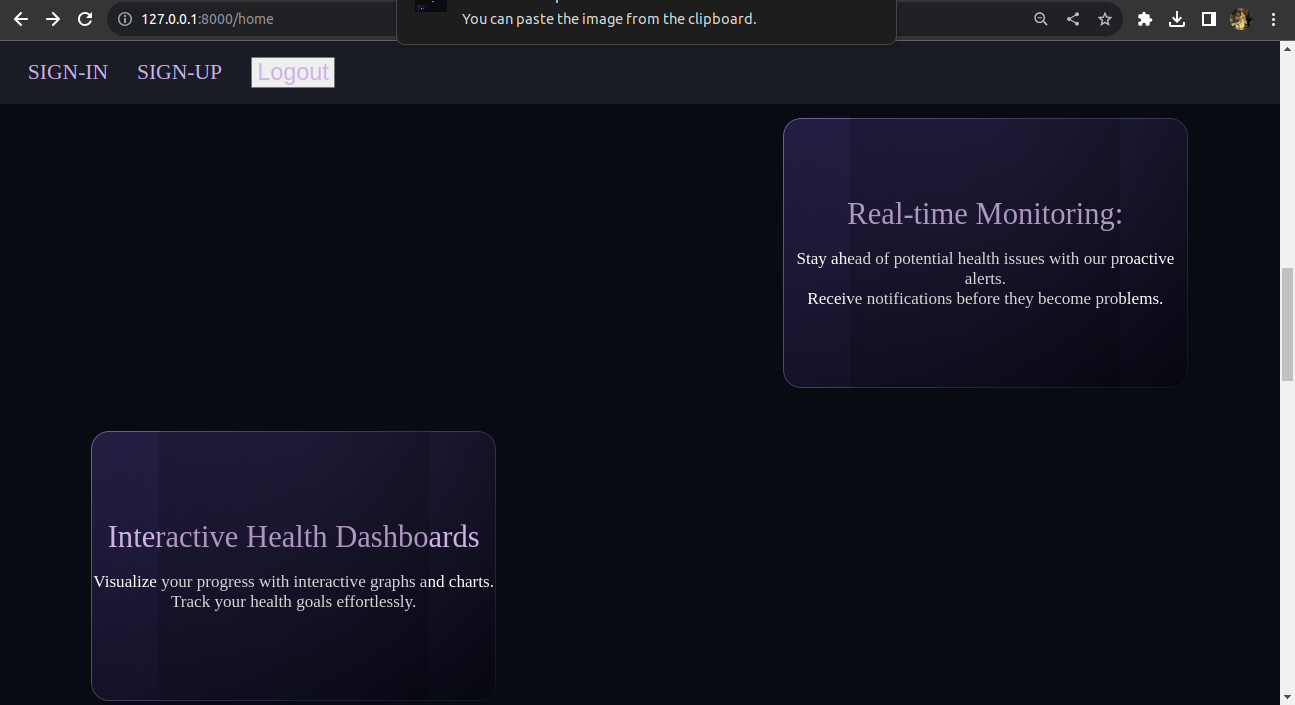 127.0.0.1:8000/home
You can paste the image from the clipboard.
SIGN-IN SIGN-UP Logout
Real-time Monitoring:
Stay ahead of potential health issues with our proactive
alerts.
Receive notifications before they become problems.
Interactive Health Dashboards
Visualize your progress with interactive graphs and charts.
Track your health goals effortlessly.